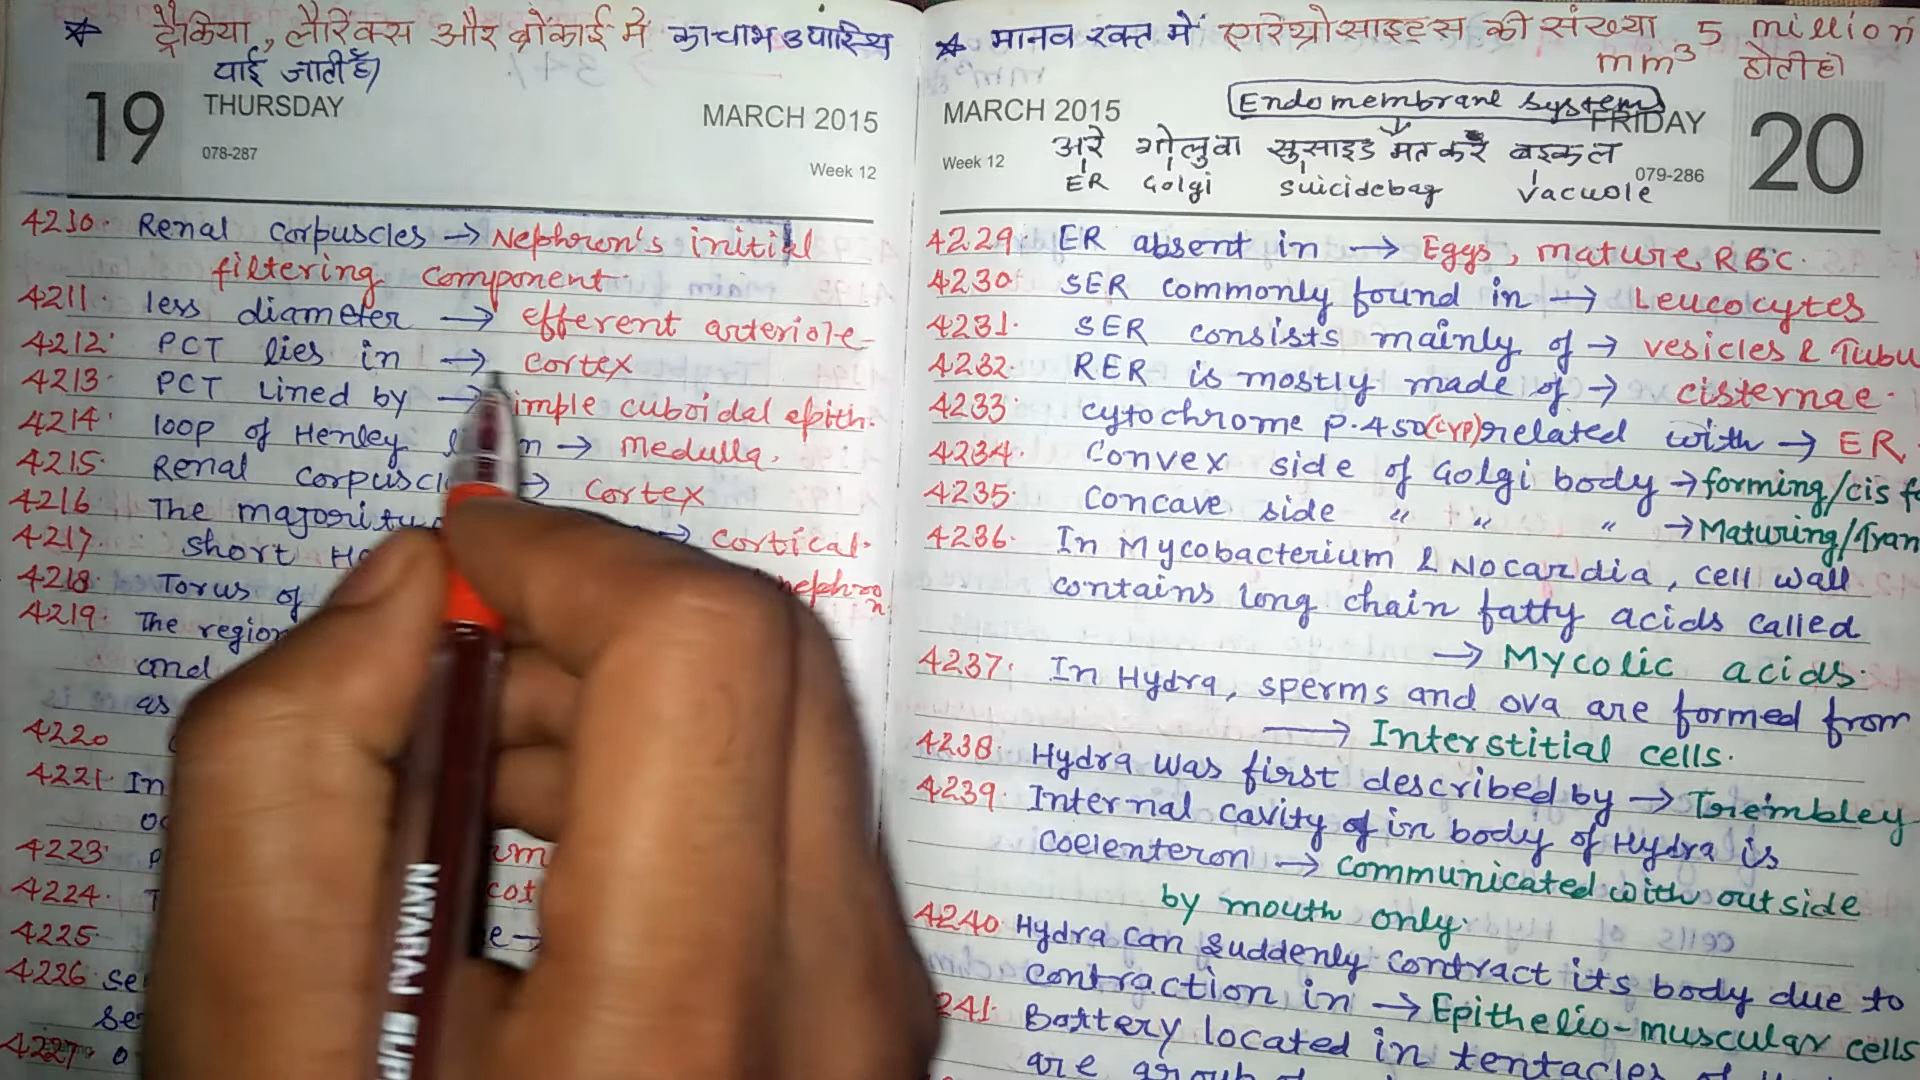 ट्रैकिया, लैरिंक्स और ब्रोंकाई में काचाभ उपास्थि
पाई जाती है।
19 THURSDAY
MARCH 2015
078-287
Week 12
4230. Renal corpuscles → Nephron's initial
filtering component.
4211. less diameter → efferent arteriole
4212. PCT lies in → cortex
4213. PCT lined by → simple cuboidal epith.
4214. loop of Henley → Medulla.
4215. Renal → cortex
4216 The → cortical
4217. short
nephron
4218. Torus of
4219. The region
and
as
4220
4221. In
4223.
4224.
4225.
4226
4227.
NATARAJ
मानव रक्त में एरिथ्रोसाइट्स की संख्या 5 million
mm³ होती है
MARCH 2015
Endomembrane System
FRIDAY 20
Week 12
अरे गोलुवा सुसाइड मत करे बइकल
079-286
ER Golgi suicidebag vacuole
4229. ER absent in → Eggs, mature RBC.
4230. SER commonly found in → Leucocytes
4231. SER consists mainly of → vesicles & Tubu
4232. RER is mostly made of → cisternae.
4233. cytochrome P.450(CYP) related with → ER.
4234. Convex side of Golgi body → forming/cis
4235. Concave side " " " → Maturing/Tran
4236. In Mycobacterium & Nocardia, cell wall
contains long chain fatty acids called
→ Mycolic acids.
4237. In Hydra, sperms and ova are formed from
→ Interstitial cells.
4238. Hydra was first described by → Treimbley
4239. Internal cavity of in body of Hydra is
coelenteron → communicated with outside
by mouth only.
4240. Hydra can suddenly contract its body due to
contraction in → Epithelio-muscular cells
241. Battery located in tentacles of
are